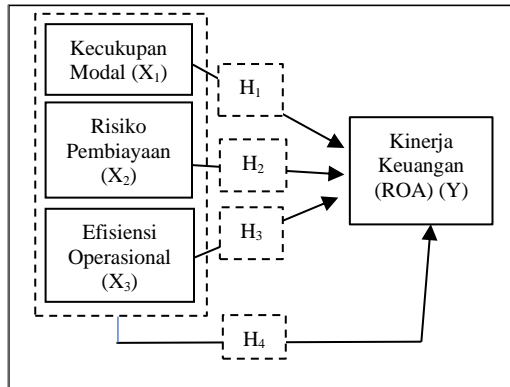 Kecukupan
Modal (X₁)
H₁
Risiko
Pembiayaan
(X₂)
H₂
Kinerja
Keuangan
(ROA) (Y)
Efisiensi
Operasional
(X₃)
H₃
H₄